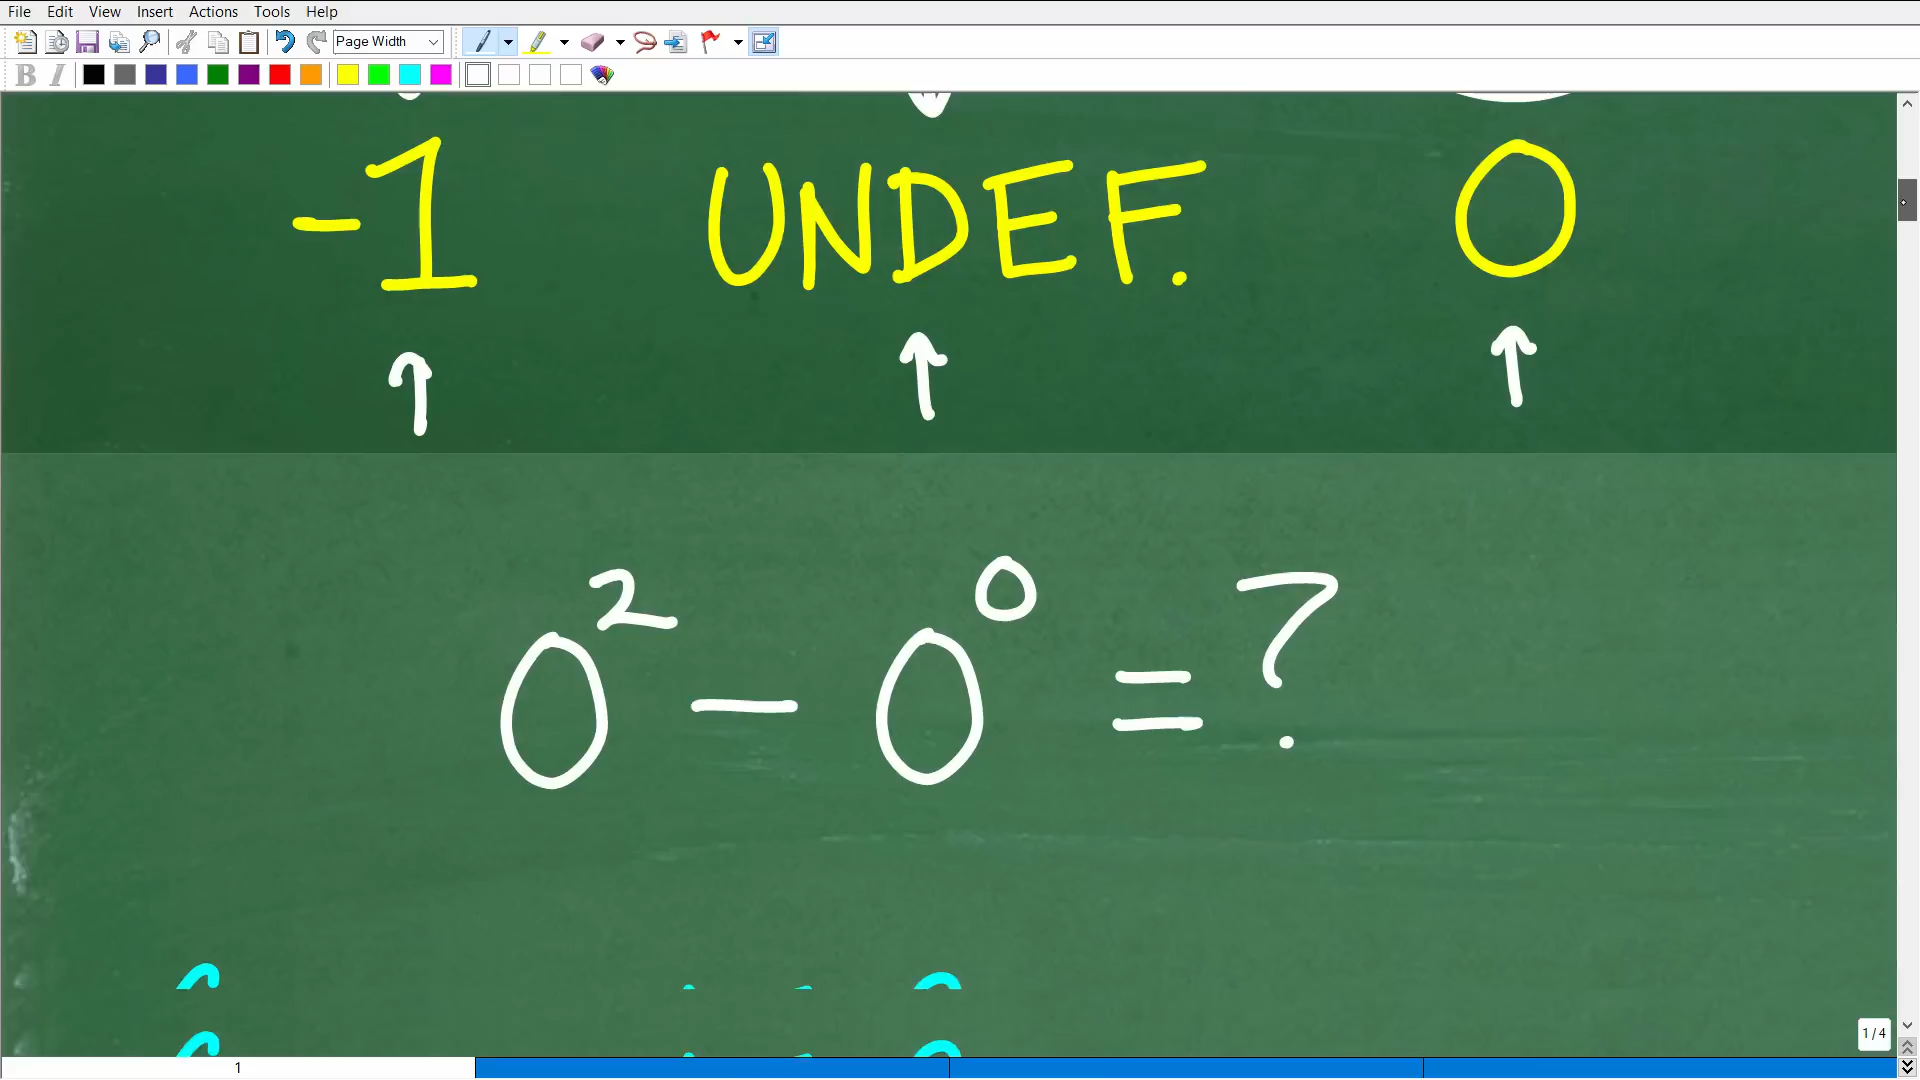 File Edit View Insert Actions Tools Help
Page Width
B I
-1 UNDEF. 0
0² - 0⁰ = ?
1 / 4
1